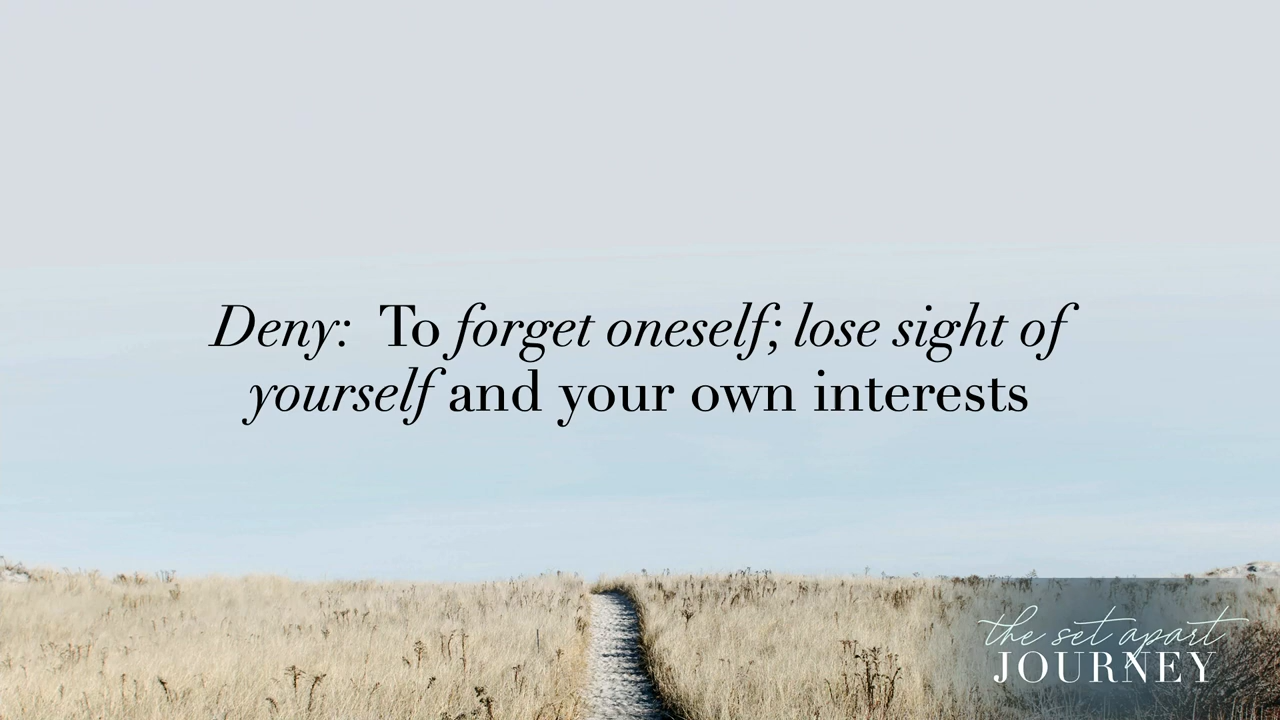 Deny:  To forget oneself; lose sight of
yourself and your own interests
the set apart
JOURNEY